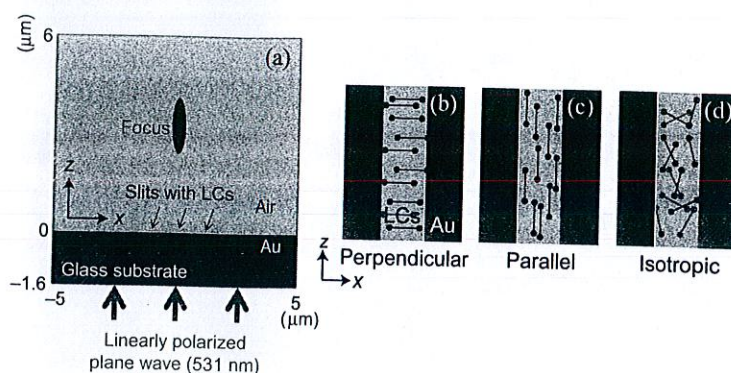 (μm)
6
(a)
Focus
z
x
Slits with LCs
Air
0
Au
Glass substrate
−1.6
−5
5
(μm)
Linearly polarized
plane wave (531 nm)
(b)
(c)
(d)
LCs
Au
z
x
Perpendicular
Parallel
Isotropic